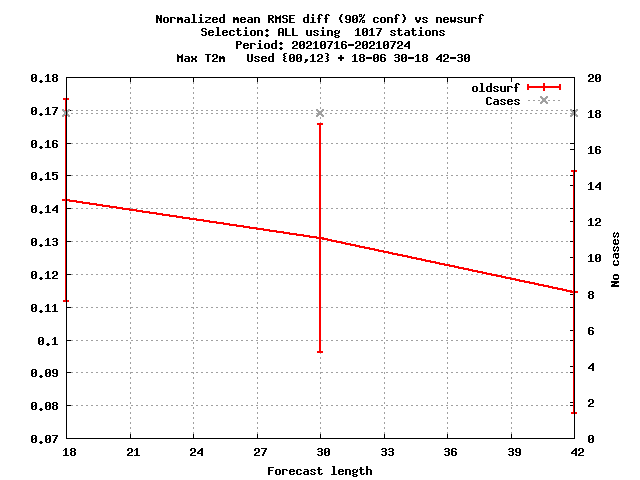 Normalized mean RMSE diff (90% conf) vs newsurf
Selection: ALL using  1017 stations
Period: 20210716-20210724
Max T2m   Used {00,12} + 18-06 30-18 42-30
oldsurf
Cases
0.18
0.17
0.16
0.15
0.14
0.13
0.12
0.11
0.1
0.09
0.08
0.07
20
18
16
14
12
10
8
6
4
2
0
No cases
18 21 24 27 30 33 36 39 42
Forecast length